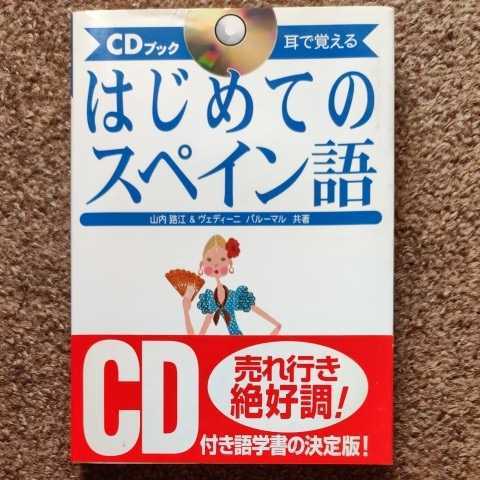 CDブック
耳で覚える
はじめての
スペイン語
山内 路江 & ヴェディーニ バルーマル 共著
CD
売れ行き
絶好調!
付き語学書の決定版!